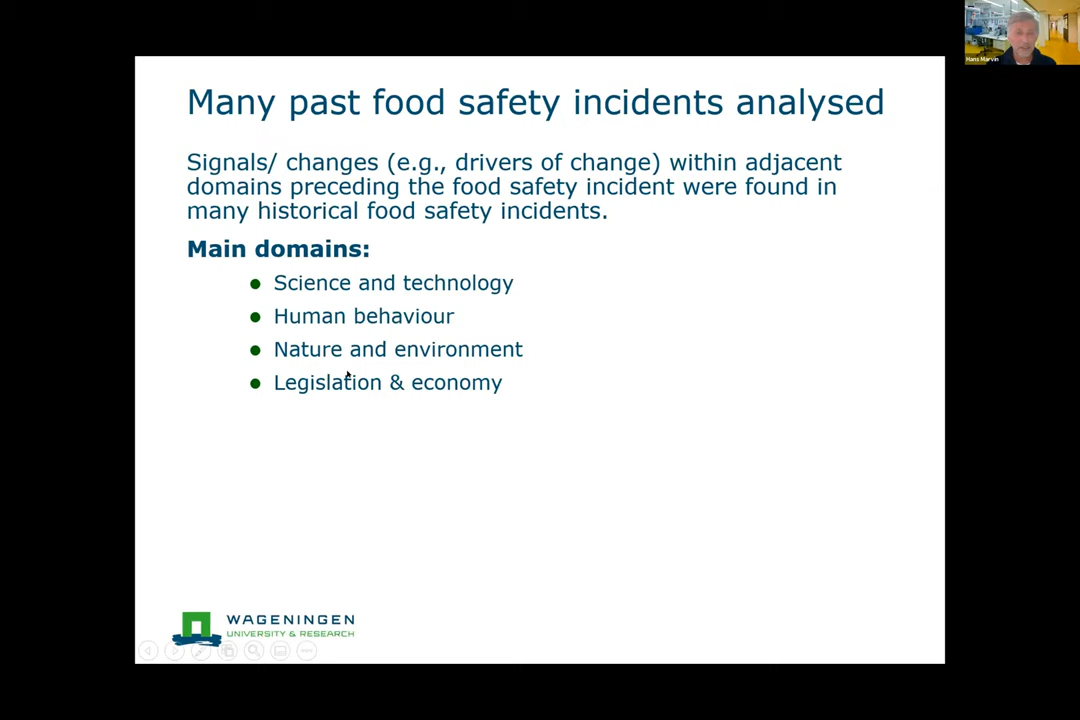 Hans Marvin
Many past food safety incidents analysed
Signals/ changes (e.g., drivers of change) within adjacent
domains preceding the food safety incident were found in
many historical food safety incidents.
Main domains:
Science and technology
Human behaviour
Nature and environment
Legislation & economy
WAGENINGEN
UNIVERSITY & RESEARCH